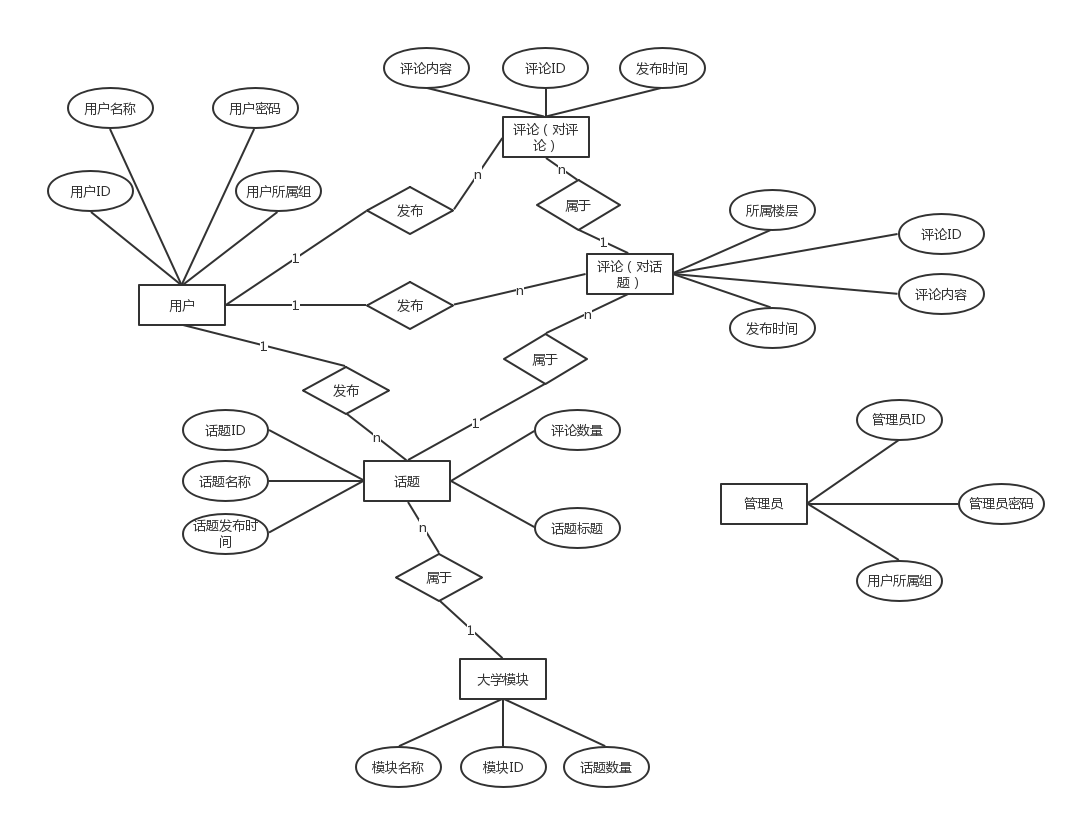 评论内容
评论ID
发布时间
用户名称
用户密码
评论（对评
论）
n
n
用户ID
用户所属组
发布
属于
所属楼层
评论ID
1
1
评论（对话
题）
用户
1
发布
n
评论内容
n
发布时间
1
属于
发布
管理员ID
1
话题ID
n
评论数量
话题名称
话题
管理员
管理员密码
话题发布时
间
n
话题标题
属于
用户所属组
1
大学模块
模块名称
模块ID
话题数量